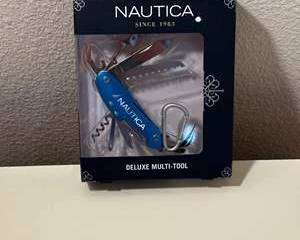 NAUTICA
SINCE 1983
NAUTICA
DELUXE MULTI-TOOL